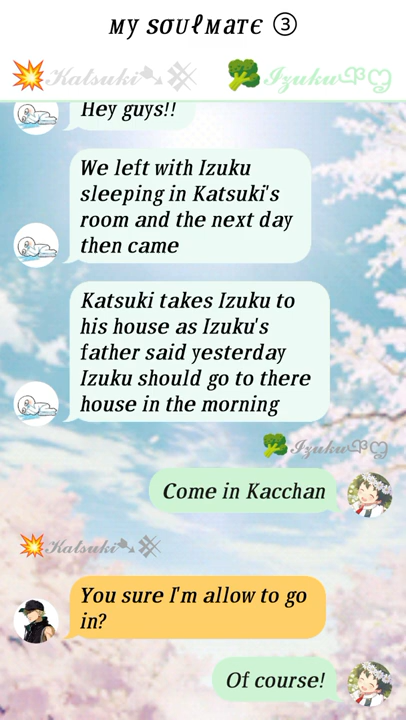 my soulmate ③
💥Katsuki
🥦Izuku
Hey guys!!
We left with Izuku
sleeping in Katsuki's
room and the next day
then came
Katsuki takes Izuku to
his house as Izuku's
father said yesterday
Izuku should go to there
house in the morning
🥦Izuku
Come in Kacchan
💥Katsuki
You sure I'm allow to go
in?
Of course!